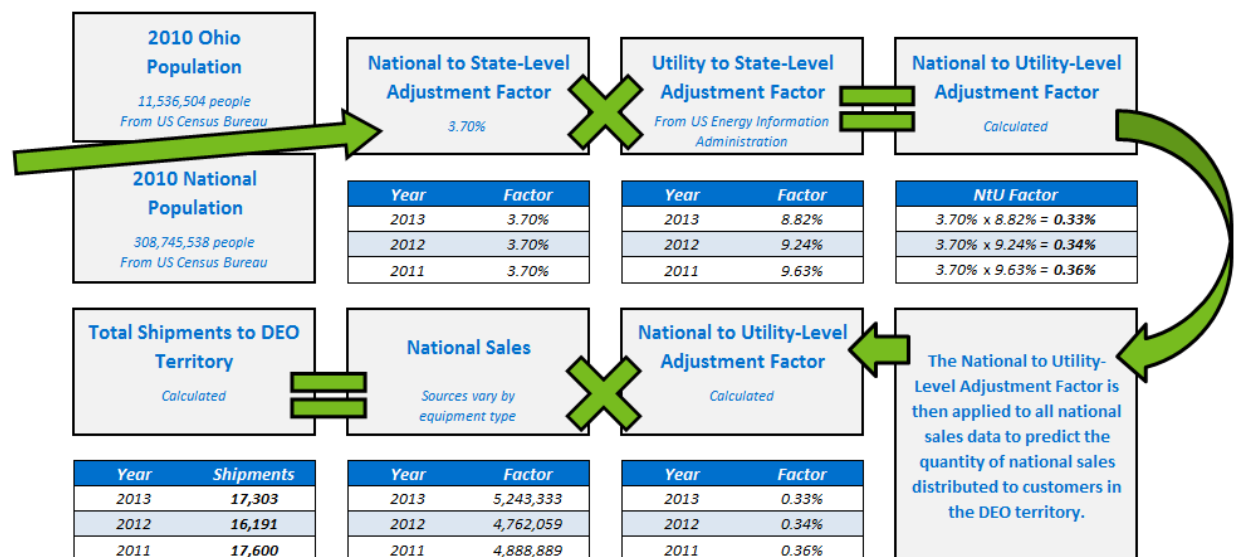 2010 Ohio
Population
11,536,504 people
From US Census Bureau
2010 National
Population
308,745,538 people
From US Census Bureau
National to State-Level
Adjustment Factor
3.70%
Year Factor
2013 3.70%
2012 3.70%
2011 3.70%
Utility to State-Level
Adjustment Factor
From US Energy Information
Administration
Year Factor
2013 8.82%
2012 9.24%
2011 9.63%
National to Utility-Level
Adjustment Factor
Calculated
NtU Factor
3.70% x 8.82% = 0.33%
3.70% x 9.24% = 0.34%
3.70% x 9.63% = 0.36%
Total Shipments to DEO
Territory
Calculated
Year Shipments
2013 17,303
2012 16,191
2011 17,600
National Sales
Sources vary by
equipment type
Year Factor
2013 5,243,333
2012 4,762,059
2011 4,888,889
National to Utility-Level
Adjustment Factor
Calculated
Year Factor
2013 0.33%
2012 0.34%
2011 0.36%
The National to Utility-
Level Adjustment Factor is
then applied to all national
sales data to predict the
quantity of national sales
distributed to customers in
the DEO territory.